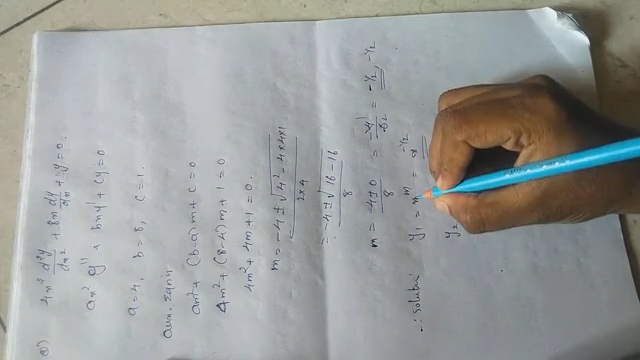 4x² d²y/dx² + 8x dy/dx + y = 0.
ax² y'' + bxy' + cy = 0
a = 4, b = 8, c = 1.
aux. eqn
am² + (b-a)m + c = 0
4m² + (8-4)m + 1 = 0
4m² + 4m + 1 = 0.
m = -4 ± √4² - 4×4×1 / 2×4
= -4 ± √16 - 16 / 8
m = -4 ± 0 / 8 = -4 / 8 = -1/2, -1/2
∴ solution y₁ = x^m = x^-1/2
y₂